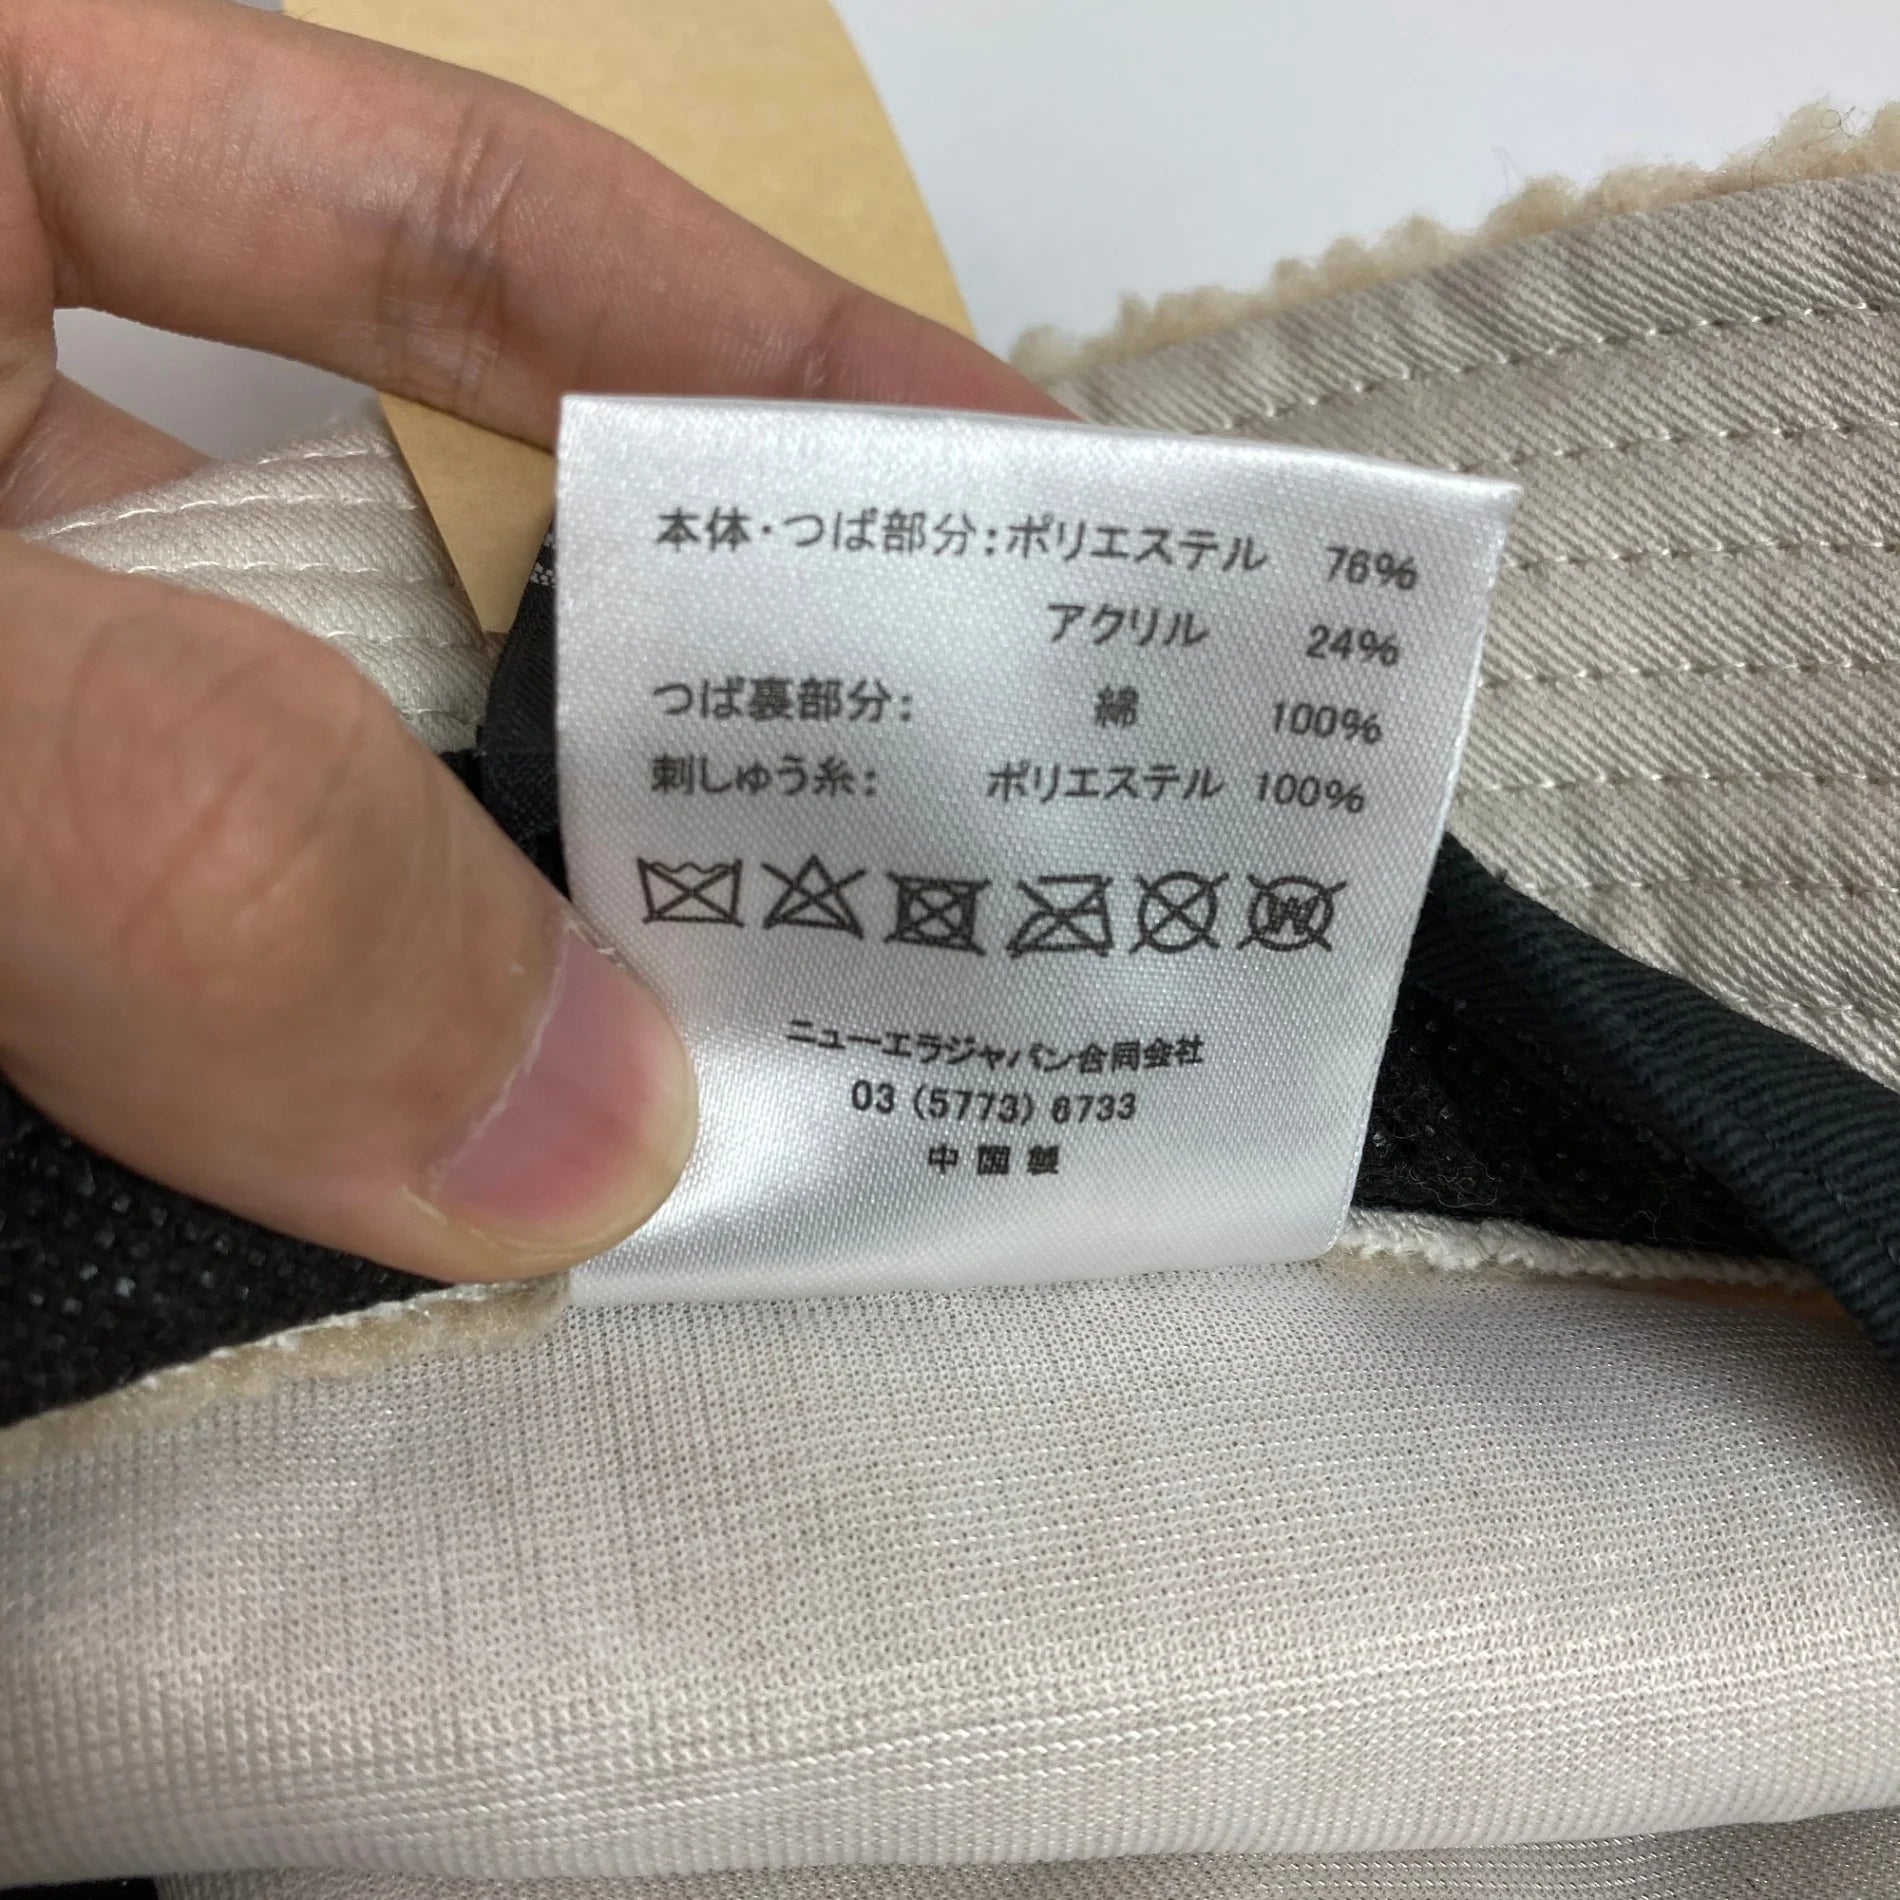 本体・つば部分:ポリエステル 76%
アクリル 24%
つば裏部分: 綿 100%
刺しゅう糸: ポリエステル 100%
ニューエラジャパン合同会社
03 (5773) 6733
中国製